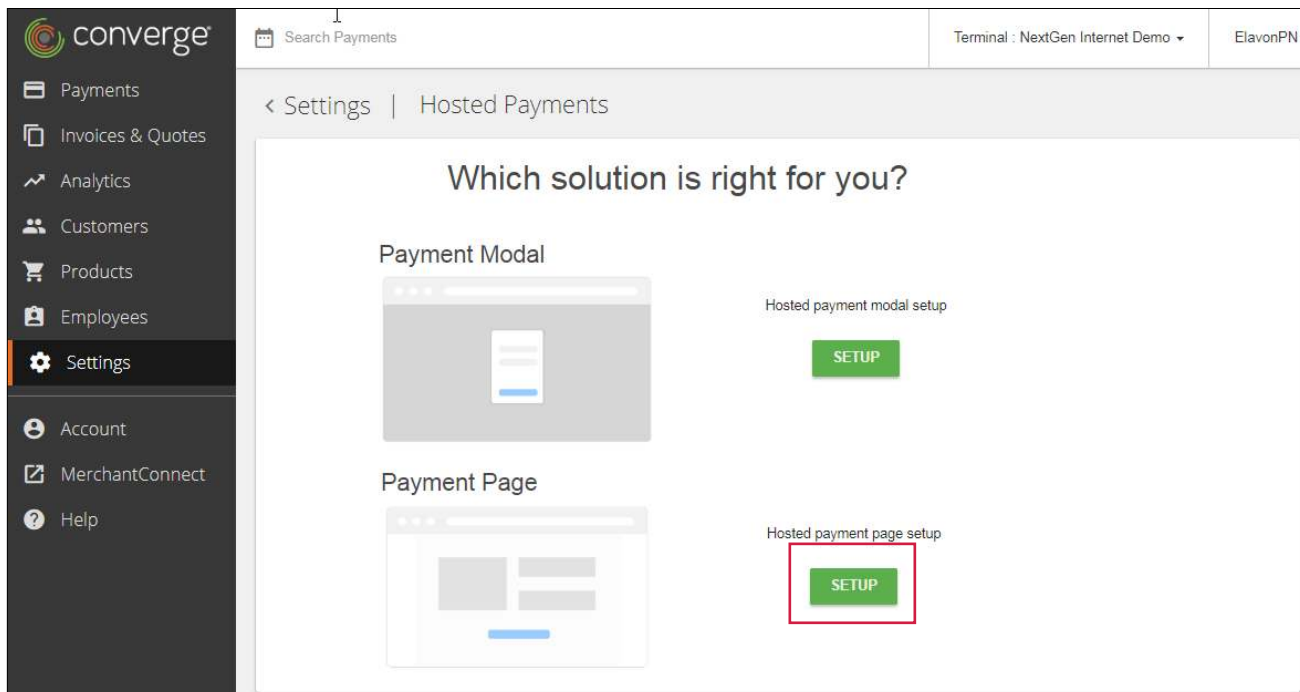 converge
Search Payments
Terminal : NextGen Internet Demo
ElavonPN
Payments
Invoices & Quotes
Analytics
Customers
Products
Employees
Settings
Account
MerchantConnect
Help
< Settings | Hosted Payments
Which solution is right for you?
Payment Modal
Hosted payment modal setup
SETUP
Payment Page
Hosted payment page setup
SETUP